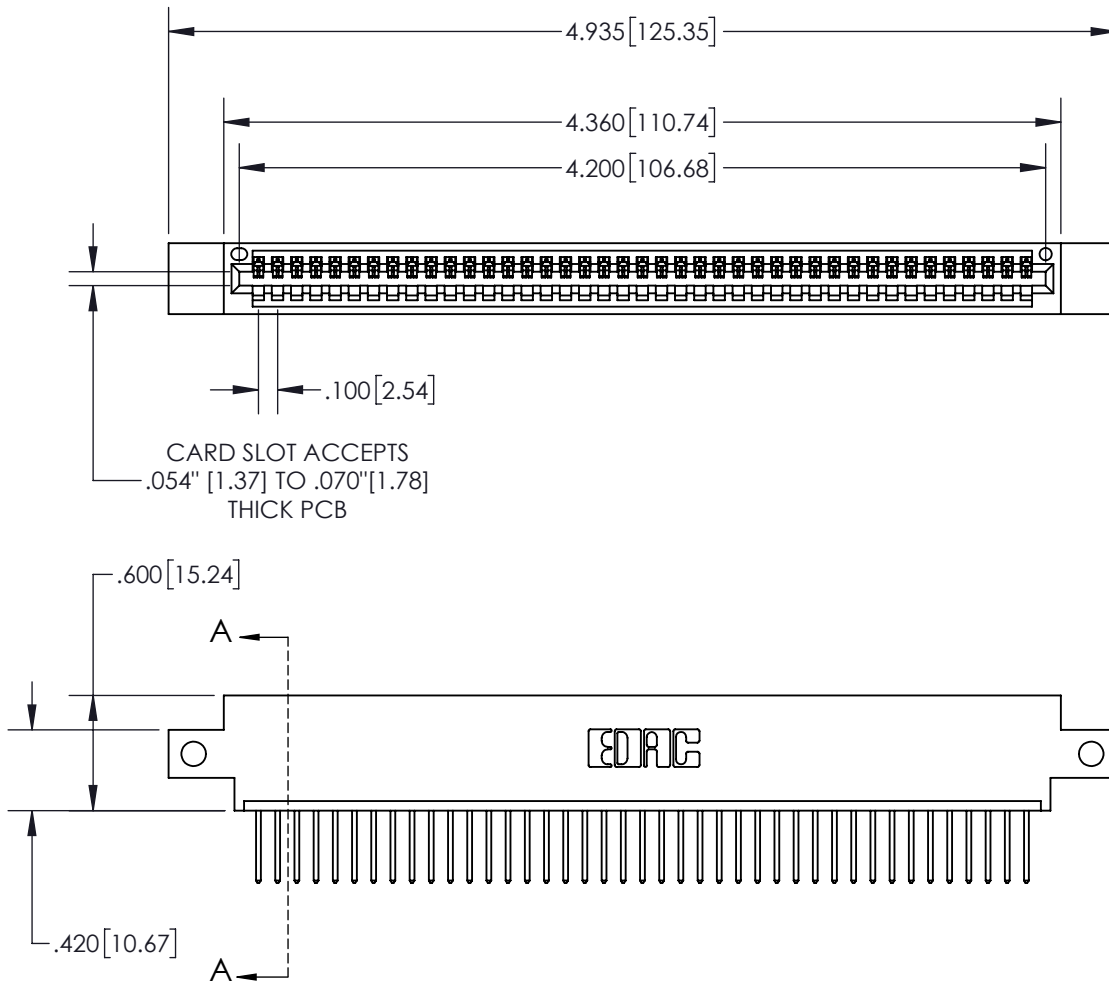 4.935[125.35]
4.360[110.74]
4.200[106.68]
.100[2.54]
CARD SLOT ACCEPTS
.054" [1.37] TO .070"[1.78]
THICK PCB
.600[15.24]
A
EDAC
.420[10.67]
A